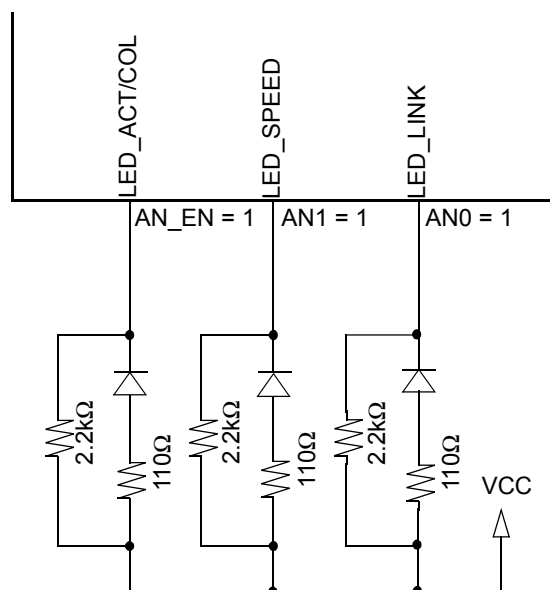 LED_ACT/COL
LED_SPEED
LED_LINK
AN_EN = 1
AN1 = 1
AN0 = 1
2.2kΩ
110Ω
2.2kΩ
110Ω
2.2kΩ
110Ω
VCC